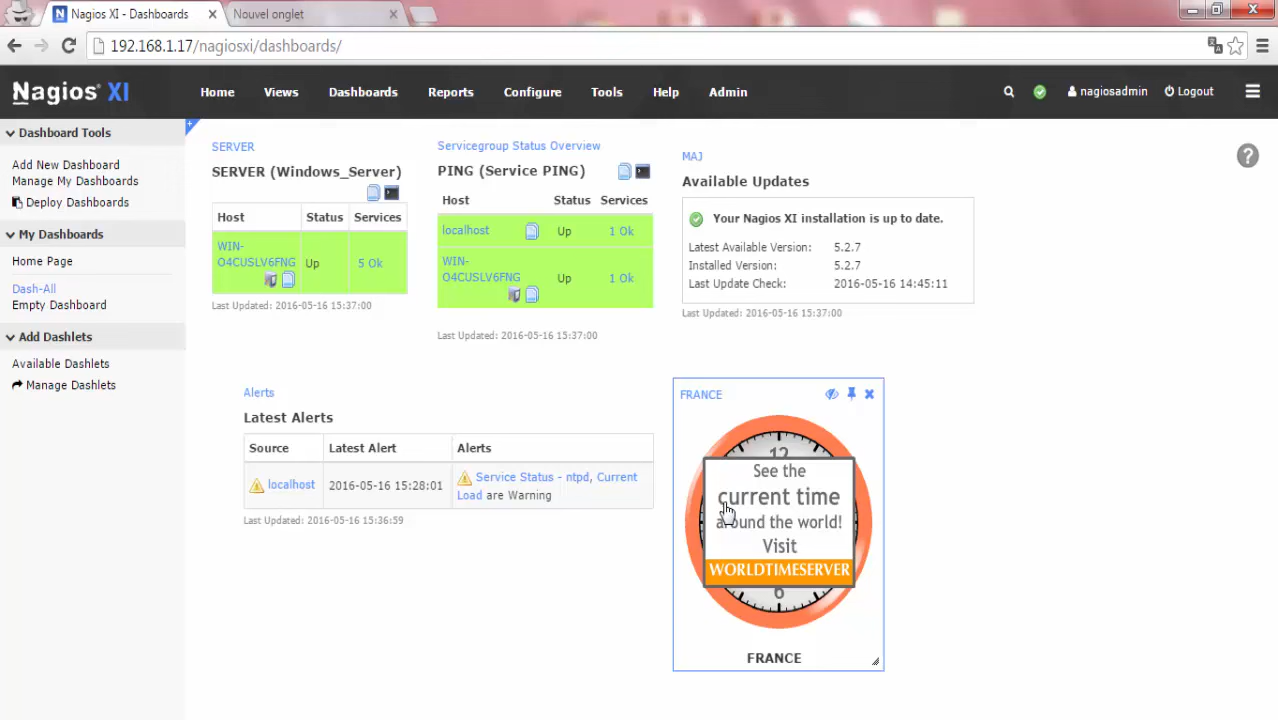 Nagios XI - Dashboards
Nouvel onglet
192.168.1.17/nagiosxi/dashboards/
Nagios® XI
Home
Views
Dashboards
Reports
Configure
Tools
Help
Admin
nagiosadmin
Logout
Dashboard Tools
Add New Dashboard
Manage My Dashboards
Deploy Dashboards
My Dashboards
Home Page
Dash-All
Empty Dashboard
Add Dashlets
Available Dashlets
Manage Dashlets
SERVER
SERVER (Windows_Server)
Host Status Services
WIN-
O4CUSLV6FNG
Up
5 Ok
Last Updated: 2016-05-16 15:37:00
Servicegroup Status Overview
PING (Service PING)
Host Status Services
localhost Up 1 Ok
WIN-
O4CUSLV6FNG
Up
1 Ok
Last Updated: 2016-05-16 15:37:00
MAJ
Available Updates
Your Nagios XI installation is up to date.
Latest Available Version: 5.2.7
Installed Version: 5.2.7
Last Update Check: 2016-05-16 14:45:11
Last Updated: 2016-05-16 15:37:00
Alerts
Latest Alerts
Source Latest Alert Alerts
localhost
2016-05-16 15:28:01
Service Status - ntpd, Current
Load are Warning
Last Updated: 2016-05-16 15:36:59
FRANCE
12
See the
current time
around the world!
Visit
WORLDTIMESERVER
6
FRANCE